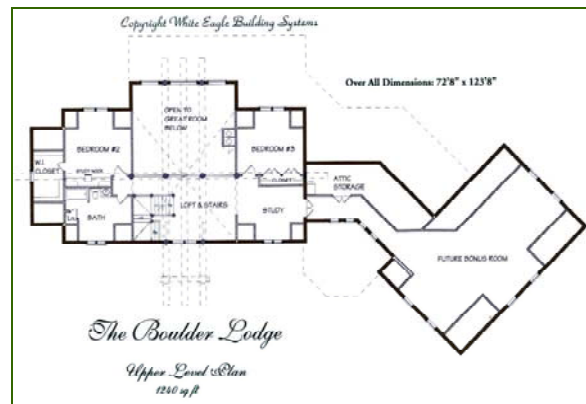 Copyright White Eagle Building Systems
Over All Dimensions: 72'8" x 123'8"
OPEN TO
GREAT ROOM
BELOW
BEDROOM #2
BEDROOM #3
W.I.
CLOSET
CLOSET
ATTIC
STORAGE
BATH
LOFT & STAIRS
STUDY
FUTURE BONUS ROOM
The Boulder Lodge
Upper Level Plan
1240 sq ft